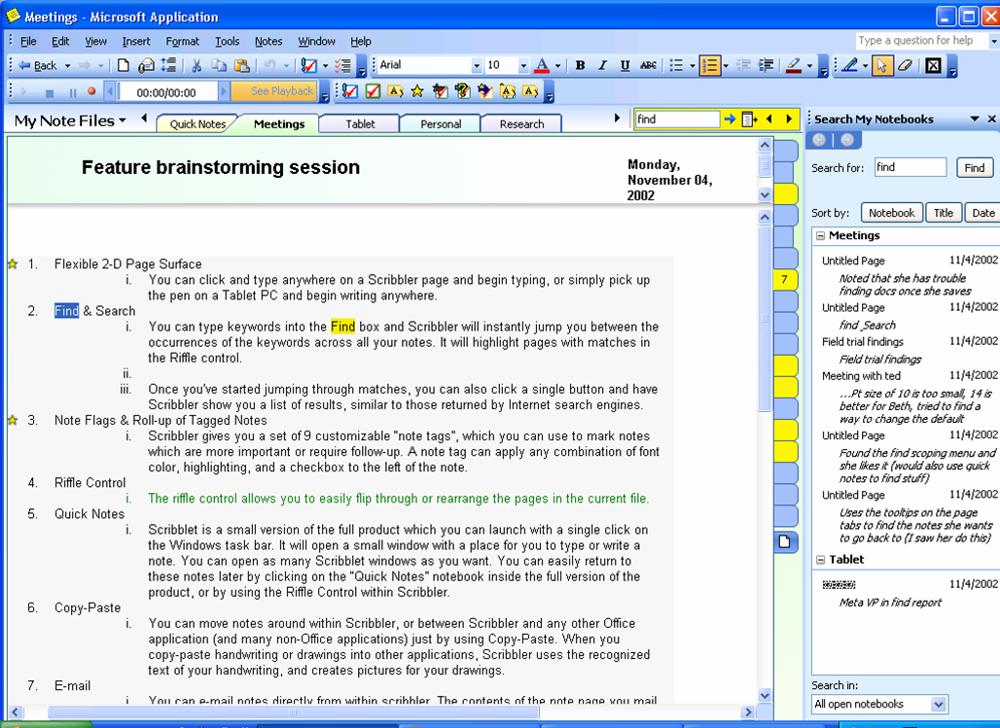 Meetings - Microsoft Application
File Edit View Insert Format Tools Notes Window Help
Type a question for help
Back
Arial 10 A B I U ABC
00:00/00:00 See Playback
My Note Files Quick Notes Meetings Tablet Personal Research
find
Feature brainstorming session
Monday,
November 04,
2002
1. Flexible 2-D Page Surface
i. You can click and type anywhere on a Scribbler page and begin typing, or simply pick up
the pen on a Tablet PC and begin writing anywhere.
2. Find & Search
i. You can type keywords into the Find box and Scribbler will instantly jump you between the
occurrences of the keywords across all your notes. It will highlight pages with matches in
the Riffle control.
ii.
iii. Once you've started jumping through matches, you can also click a single button and have
Scribbler show you a list of results, similar to those returned by Internet search engines.
3. Note Flags & Roll-up of Tagged Notes
i. Scribbler gives you a set of 9 customizable "note tags", which you can use to mark notes
which are more important or require follow-up. A note tag can apply any combination of font
color, highlighting, and a checkbox to the left of the note.
4. Riffle Control
i. The riffle control allows you to easily flip through or rearrange the pages in the current file.
5. Quick Notes
i. Scribblet is a small version of the full product which you can launch with a single click on
the Windows task bar. It will open a small window with a place for you to type or write a
note. You can open as many Scribblet windows as you want. You can easily return to
these notes later by clicking on the "Quick Notes" notebook inside the full version of the
product, or by using the Riffle Control within Scribbler.
6. Copy-Paste
i. You can move notes around within Scribbler, or between Scribbler and any other Office
application (and many non-Office applications) just by using Copy-Paste. When you
copy-paste handwriting or drawings into other applications, Scribbler uses the recognized
text of your handwriting, and creates pictures for your drawings.
7. E-mail
i. You can e-mail notes directly from within scribbler. The contents of the note page you mail
7
Search My Notebooks
Search for: find Find
Sort by: Notebook Title Date
Meetings
Untitled Page 11/4/2002
Noted that she has trouble
finding docs once she saves
Untitled Page 11/4/2002
find Search
Field trial findings 11/4/2002
Field trial findings
Meeting with ted 11/4/2002
...Pt size of 10 is too small, 14 is
better for Beth, tried to find a
way to change the default
Untitled Page 11/4/2002
Found the find scoping menu and
she likes it (would also use quick
notes to find stuff)
Untitled Page 11/4/2002
Uses the tooltips on the page
tabs to find the notes she wants
to go back to (I saw her do this)
Tablet
11/4/2002
Meta VP in find report
Search in:
All open notebooks